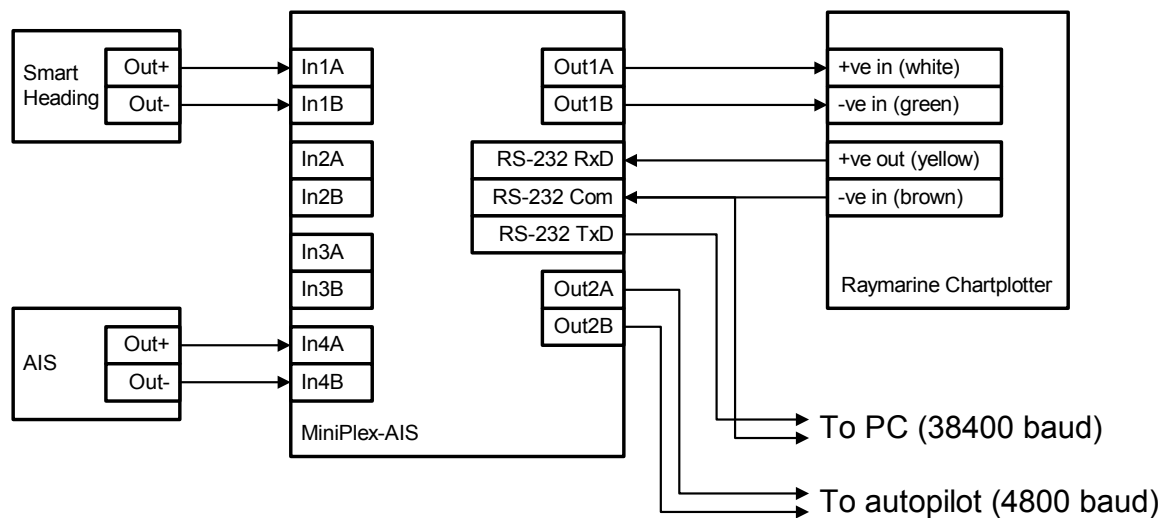 Smart
Heading
Out+
Out-
AIS
Out+
Out-
In1A
In1B
In2A
In2B
In3A
In3B
In4A
In4B
MiniPlex-AIS
Out1A
Out1B
RS-232 RxD
RS-232 Com
RS-232 TxD
Out2A
Out2B
+ve in (white)
-ve in (green)
+ve out (yellow)
-ve in (brown)
Raymarine Chartplotter
To PC (38400 baud)
To autopilot (4800 baud)